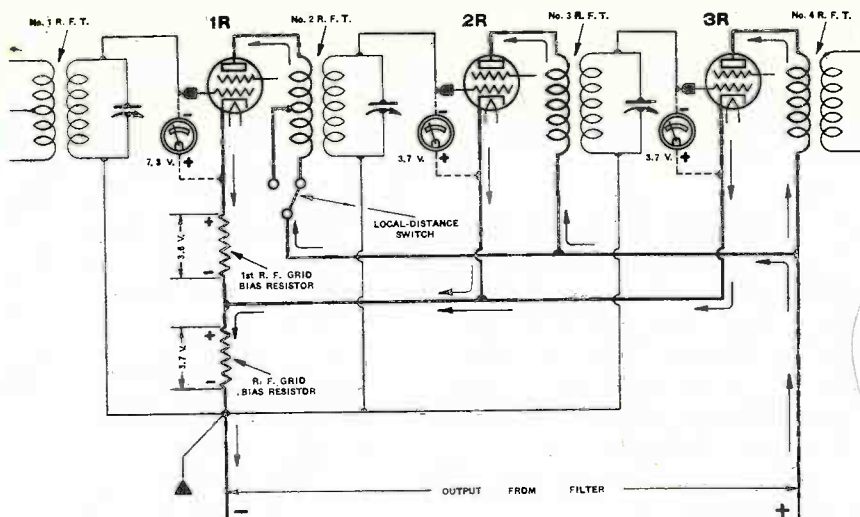 No. 1 R. F. T.
1R
No. 2 R. F. T.
2R
No. 3 R. F. T.
3R
No. 4 R. F. T.
-
7.3 V.
+
-
3.7 V.
+
-
3.7 V.
+
LOCAL-DISTANCE
SWITCH
+
3.6 V.
-
1st R. F. GRID
BIAS RESISTOR
+
3.7 V.
-
R. F. GRID
BIAS RESISTOR
OUTPUT FROM FILTER
-
+